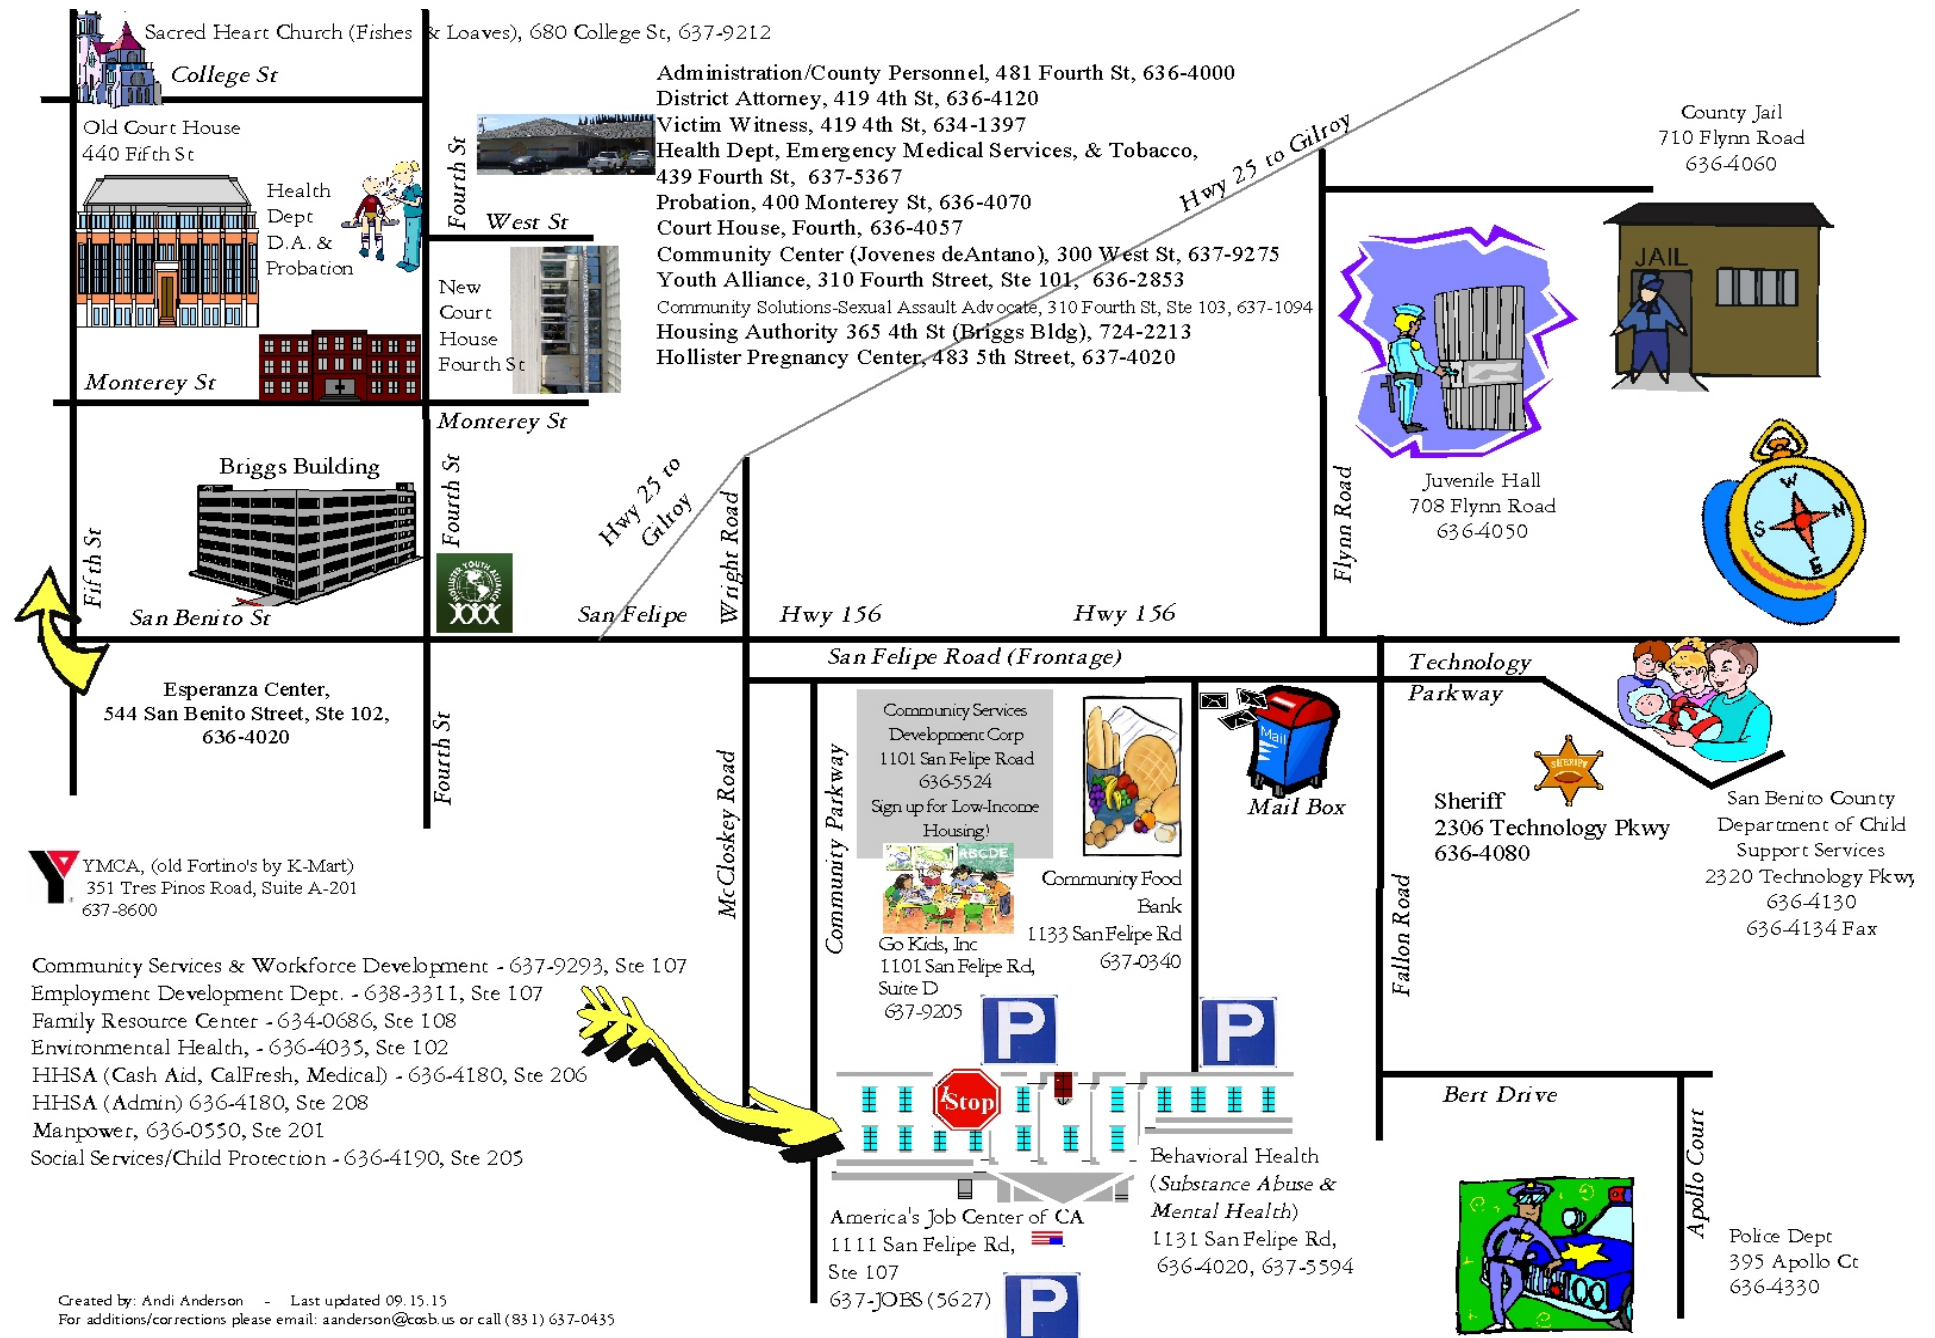 Sacred Heart Church (Fishes & Loaves), 680 College St, 637-9212
College St
Old Court House
440 Fifth St
Health
Dept
D.A. &
Probation
Fourth St
West St
New
Court
House
Fourth St
Monterey St
Monterey St
Administration/County Personnel, 481 Fourth St, 636-4000
District Attorney, 419 4th St, 636-4120
Victim Witness, 419 4th St, 634-1397
Health Dept, Emergency Medical Services, & Tobacco,
439 Fourth St, 637-5367
Probation, 400 Monterey St, 636-4070
Court House, Fourth, 636-4057
Community Center (Jovenes deAntano), 300 West St, 637-9275
Youth Alliance, 310 Fourth Street, Ste 101, 636-2853
Community Solutions-Sexual Assault Advocate, 310 Fourth St, Ste 103, 637-1094
Housing Authority 365 4th St (Briggs Bldg), 724-2213
Hollister Pregnancy Center, 483 5th Street, 637-4020
Hwy 25 to Gilroy
County Jail
710 Flynn Road
636-4060
JAIL
Juvenile Hall
708 Flynn Road
636-4050
Flynn Road
W
N
S
E
Briggs Building
Fifth St
Fourth St
HOLLISTER YOUTH ALLIANCE
San Benito St
Hwy 25 to
Gilroy
Wright Road
San Felipe
Hwy 156
Hwy 156
San Felipe Road (Frontage)
Technology
Parkway
Esperanza Center,
544 San Benito Street, Ste 102,
636-4020
Fourth St
McCloskey Road
Community Parkway
Community Services
Development Corp
1101 San Felipe Road
636-5524
Sign up for Low-Income
Housing!
ABCDE
Go Kids, Inc
1101 San Felipe Rd,
Suite D
637-9205
Community Food
Bank
1133 San Felipe Rd
637-0340
Mail
Mail Box
SHERIFF
Sheriff
2306 Technology Pkwy
636-4080
San Benito County
Department of Child
Support Services
2320 Technology Pkwy
636-4130
636-4134 Fax
Fallon Road
Y
YMCA, (old Fortino's by K-Mart)
351 Tres Pinos Road, Suite A-201
637-8600
Community Services & Workforce Development - 637-9293, Ste 107
Employment Development Dept. - 638-3311, Ste 107
Family Resource Center - 634-0686, Ste 108
Environmental Health, - 636-4035, Ste 102
HHSA (Cash Aid, CalFresh, Medical) - 636-4180, Ste 206
HHSA (Admin) 636-4180, Ste 208
Manpower, 636-0550, Ste 201
Social Services/Child Protection - 636-4190, Ste 205
P
P
1Stop
America's Job Center of CA
1111 San Felipe Rd,
Ste 107
637-JOBS (5627)
P
Behavioral Health
(Substance Abuse &
Mental Health)
1131 San Felipe Rd,
636-4020, 637-5594
Bert Drive
Apollo Court
Police Dept
395 Apollo Ct
636-4330
Created by: Andi Anderson - Last updated 09.15.15
For additions/corrections please email: aanderson@cosb.us or call (831) 637-0435